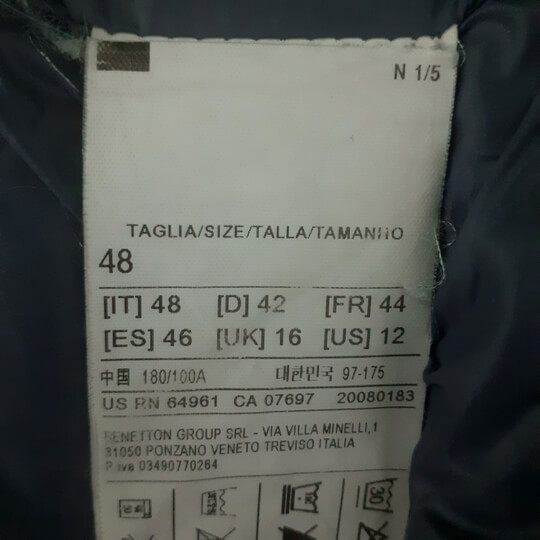 N 1/5
TAGLIA/SIZE/TALLA/TAMANHO
48
[IT] 48 [D] 42 [FR] 44
[ES] 46 [UK] 16 [US] 12
中国 180/100A 대한민국 97-175
US RN 64961 CA 07697 20080183
BENETTON GROUP SRL - VIA VILLA MINELLI,1
31050 PONZANO VENETO TREVISO ITALIA
P.iva 03490770264
30